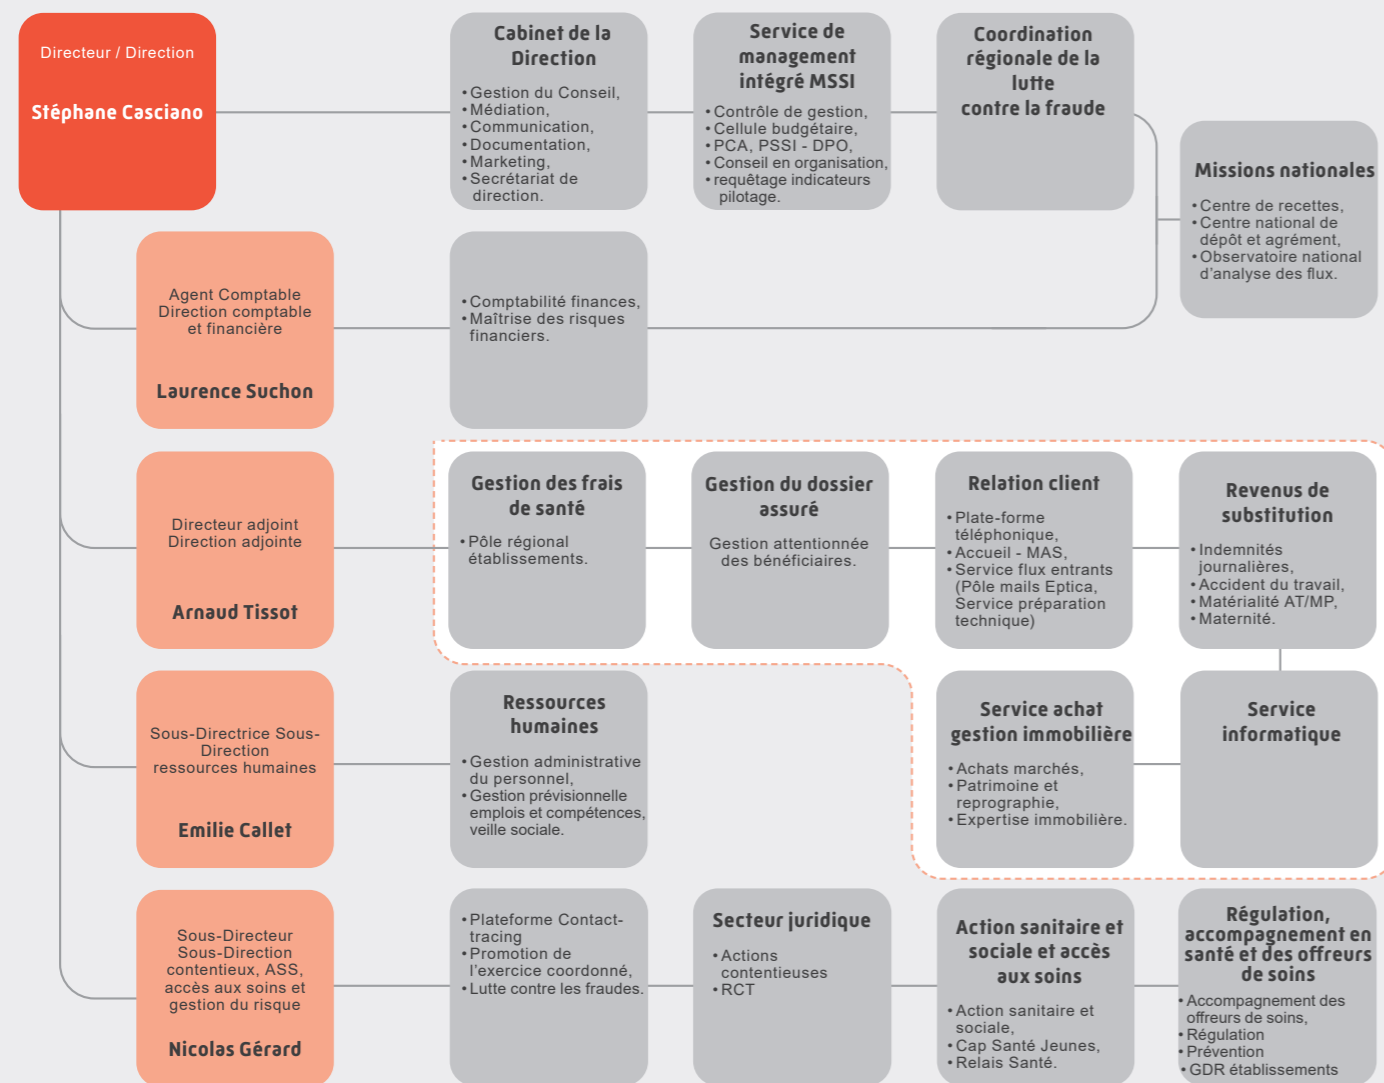 Directeur / Direction
Stéphane Casciano
Cabinet de la
Direction
• Gestion du Conseil,
• Médiation,
• Communication,
• Documentation,
• Marketing,
• Secrétariat de
direction.
Service de
management
intégré MSSI
• Contrôle de gestion,
• Cellule budgétaire,
• PCA, PSSI - DPO,
• Conseil en organisation,
• requêtage indicateurs
pilotage.
Coordination
régionale de la
lutte
contre la fraude
Missions nationales
• Centre de recettes,
• Centre national de
dépôt et agrément,
• Observatoire national
d'analyse des flux.
Agent Comptable
Direction comptable
et financière
Laurence Suchon
• Comptabilité finances,
• Maîtrise des risques
financiers.
Directeur adjoint
Direction adjointe
Arnaud Tissot
Gestion des frais
de santé
• Pôle régional
établissements.
Gestion du dossier
assuré
Gestion attentionnée
des bénéficiaires.
Relation client
• Plate-forme
téléphonique,
• Accueil - MAS,
• Service flux entrants
(Pôle mails Eptica,
Service préparation
technique)
Revenus de
substitution
• Indemnités
journalières,
• Accident du travail,
• Matérialité AT/MP,
• Maternité.
Sous-Directrice Sous-
Direction
ressources humaines
Emilie Callet
Ressources
humaines
• Gestion administrative
du personnel,
• Gestion prévisionnelle
emplois et compétences,
veille sociale.
Service achat
gestion immobilière
• Achats marchés,
• Patrimoine et
reprographie,
• Expertise immobilière.
Service
informatique
Sous-Directeur
Sous-Direction
contentieux, ASS,
accès aux soins et
gestion du risque
Nicolas Gérard
• Plateforme Contact-
tracing
• Promotion de
l'exercice coordonné,
• Lutte contre les fraudes.
Secteur juridique
• Actions
contentieuses
• RCT
Action sanitaire et
sociale et accès
aux soins
• Action sanitaire et
sociale,
• Cap Santé Jeunes,
• Relais Santé.
Régulation,
accompagnement en
santé et des offreurs
de soins
• Accompagnement des
offreurs de soins,
• Régulation
• Prévention
• GDR établissements